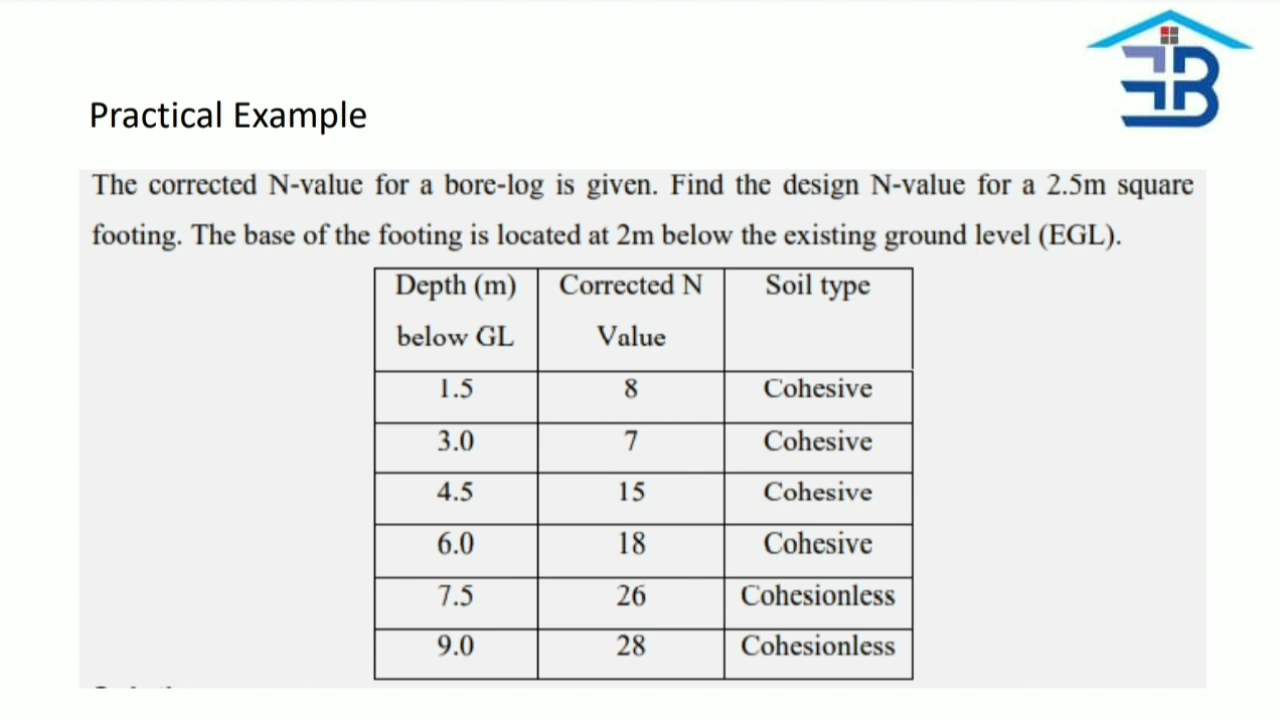 Practical Example
The corrected N-value for a bore-log is given. Find the design N-value for a 2.5m square
footing. The base of the footing is located at 2m below the existing ground level (EGL).
Depth (m) Corrected N Soil type
below GL Value
1.5 8 Cohesive
3.0 7 Cohesive
4.5 15 Cohesive
6.0 18 Cohesive
7.5 26 Cohesionless
9.0 28 Cohesionless